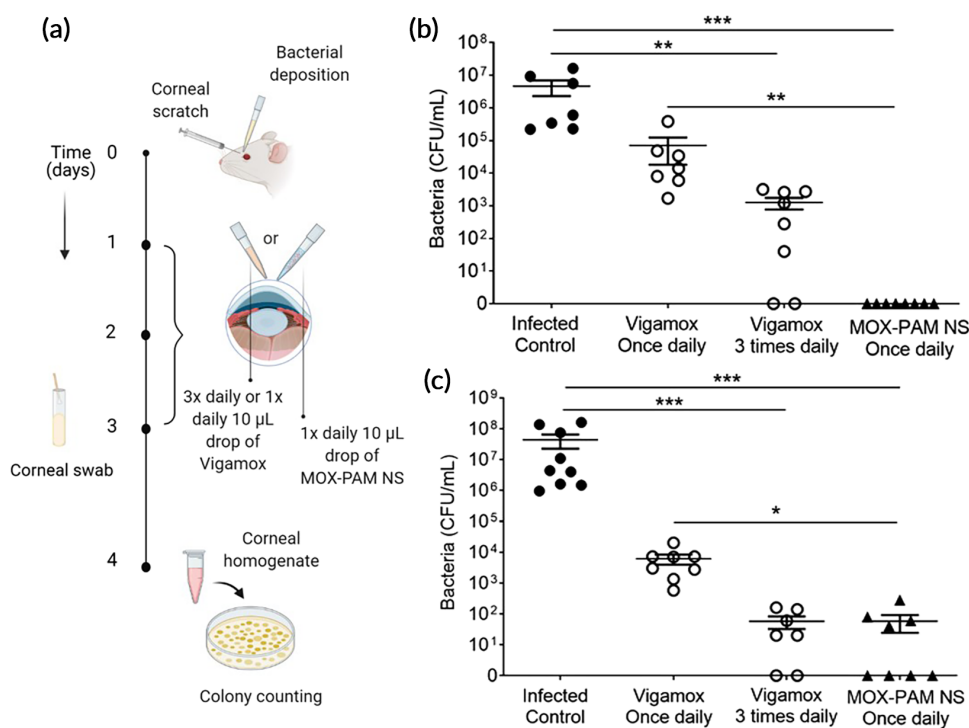 (a)
Bacterial
deposition
Corneal
scratch
Time
(days)
0
1
2
3
4
or
3x daily or 1x
daily 10 µL
drop of
Vigamox
1x daily 10 µL
drop of
MOX-PAM NS
Corneal swab
Corneal
homogenate
Colony counting
(b)
***
**
**
Bacteria (CFU/mL)
10⁸
10⁷
10⁶
10⁵
10⁴
10³
10²
10¹
0
Infected
Control
Vigamox
Once daily
Vigamox
3 times daily
MOX-PAM NS
Once daily
(c)
***
***
*
Bacteria (CFU/mL)
10⁹
10⁸
10⁷
10⁶
10⁵
10⁴
10³
10²
10¹
0
Infected
Control
Vigamox
Once daily
Vigamox
3 times daily
MOX-PAM NS
Once daily